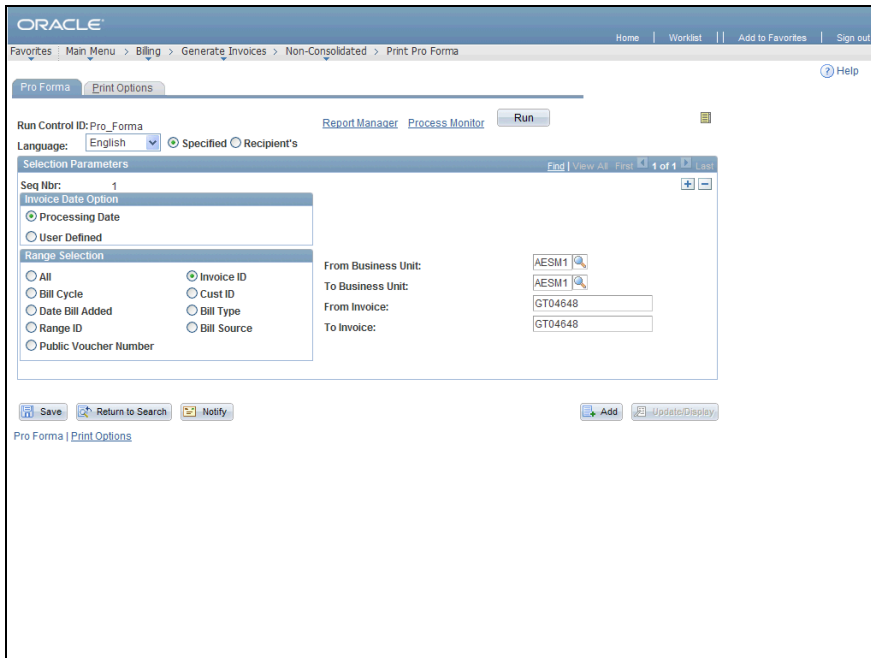 ORACLE
Home | Worklist || Add to Favorites | Sign out
Favorites | Main Menu > Billing > Generate Invoices > Non-Consolidated > Print Pro Forma
Help
Pro Forma Print Options
Run Control ID: Pro_Forma Report Manager Process Monitor Run
Language: English Specified Recipient's
Selection Parameters Find | View All First 1 of 1 Last
Seq Nbr: 1
Invoice Date Option
Processing Date
User Defined
Range Selection
All Invoice ID
Bill Cycle Cust ID
Date Bill Added Bill Type
Range ID Bill Source
Public Voucher Number
From Business Unit: AESM1
To Business Unit: AESM1
From Invoice: GT04648
To Invoice: GT04648
Save Return to Search Notify Add Update/Display
Pro Forma | Print Options